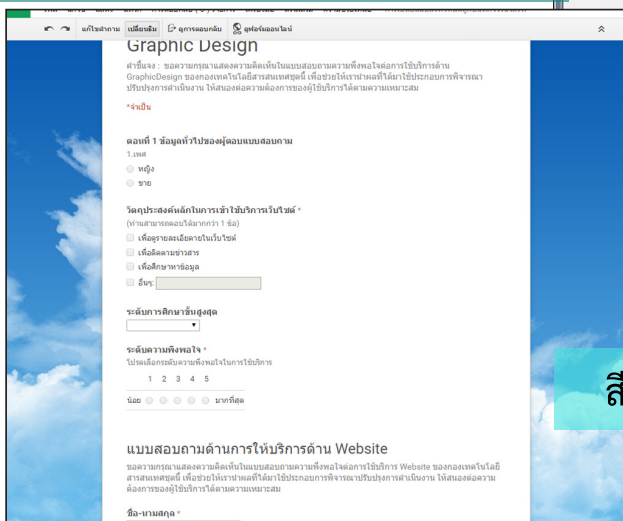 แก้ไขคำถาม เปลี่ยนธีม ดูการตอบกลับ ดูฟอร์มออนไลน์
Graphic Design
คำชี้แจง : ขอความกรุณาแสดงความคิดเห็นในแบบสอบถามความพึงพอใจต่อการใช้บริการด้าน
GraphicDesign ของกองเทคโนโลยีสารสนเทศชุดนี้ เพื่อช่วยให้เรานำผลที่ได้มาใช้ประกอบการพิจารณา
ปรับปรุงการดำเนินงาน ให้สนองต่อความต้องการของผู้ใช้บริการได้ตามความเหมาะสม
*จำเป็น
ตอนที่ 1 ข้อมูลทั่วไปของผู้ตอบแบบสอบถาม
1.เพศ
หญิง
ชาย
วัตถุประสงค์หลักในการเข้าใช้บริการเว็บไซต์ *
(ท่านสามารถตอบได้มากกว่า 1 ข้อ)
เพื่อดูรายละเอียดภายในเว็บไซต์
เพื่อติดตามข่าวสาร
เพื่อศึกษาหาข้อมูล
อื่นๆ:
ระดับการศึกษาขั้นสูงสุด
ระดับความพึงพอใจ *
โปรดเลือกระดับความพึงพอใจในการใช้บริการ
1 2 3 4 5
น้อย มากที่สุด
แบบสอบถามด้านการให้บริการด้าน Website
ขอความกรุณาแสดงความคิดเห็นในแบบสอบถามความพึงพอใจต่อการใช้บริการ Website ของกองเทคโนโลยี
สารสนเทศชุดนี้ เพื่อช่วยให้เรานำผลที่ได้มาใช้ประกอบการพิจารณาปรับปรุงการดำเนินงาน ให้สนองต่อความ
ต้องการของผู้ใช้บริการได้ตามความเหมาะสม
ชื่อ-นามสกุล *